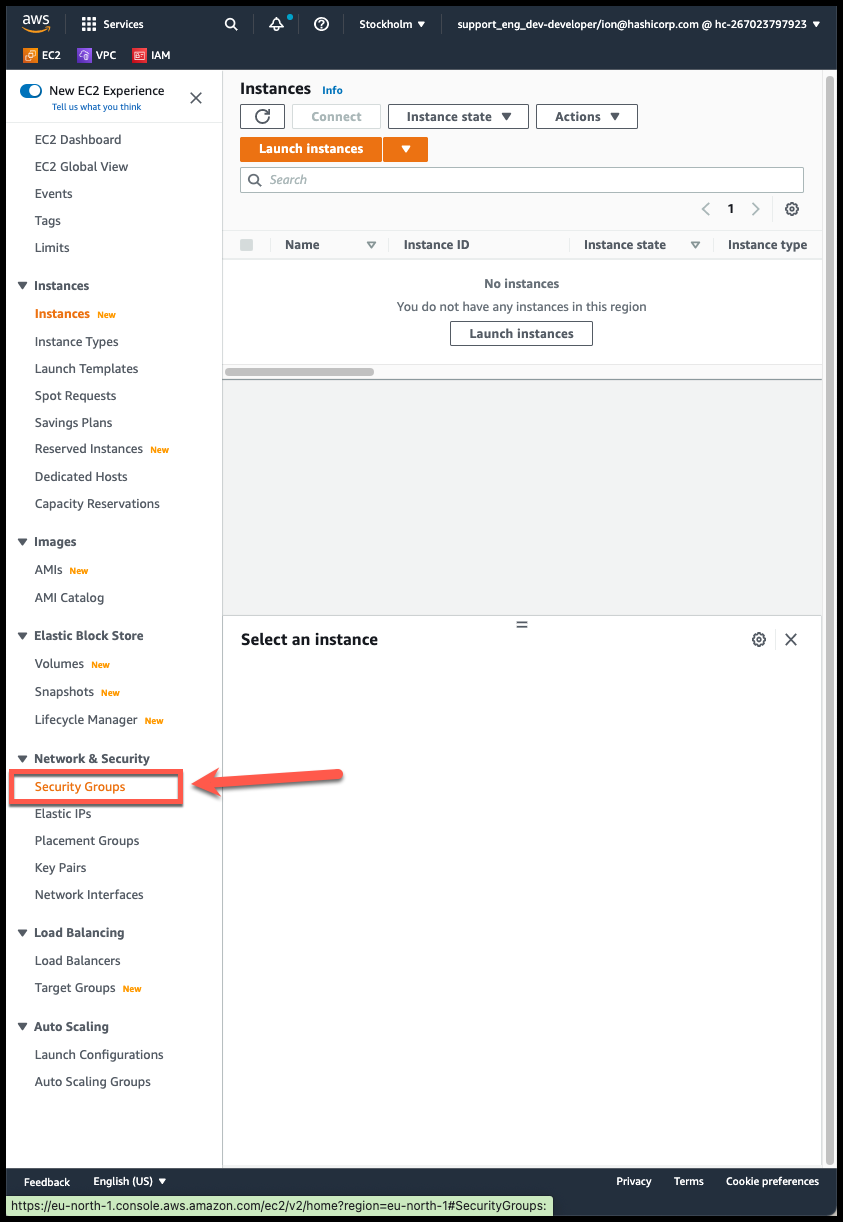 aws Services Stockholm support_eng_dev-developer/ion@hashicorp.com @ hc-267023797923
EC2 VPC IAM
New EC2 Experience
Tell us what you think
EC2 Dashboard
EC2 Global View
Events
Tags
Limits
Instances
Instances New
Instance Types
Launch Templates
Spot Requests
Savings Plans
Reserved Instances New
Dedicated Hosts
Capacity Reservations
Images
AMIs New
AMI Catalog
Elastic Block Store
Volumes New
Snapshots New
Lifecycle Manager New
Network & Security
Security Groups
Elastic IPs
Placement Groups
Key Pairs
Network Interfaces
Load Balancing
Load Balancers
Target Groups New
Auto Scaling
Launch Configurations
Auto Scaling Groups
Instances Info
Connect Instance state Actions
Launch instances
Search
1
Name Instance ID Instance state Instance type
No instances
You do not have any instances in this region
Launch instances
Select an instance
Feedback English (US) Privacy Terms Cookie preferences
https://eu-north-1.console.aws.amazon.com/ec2/v2/home?region=eu-north-1#SecurityGroups: